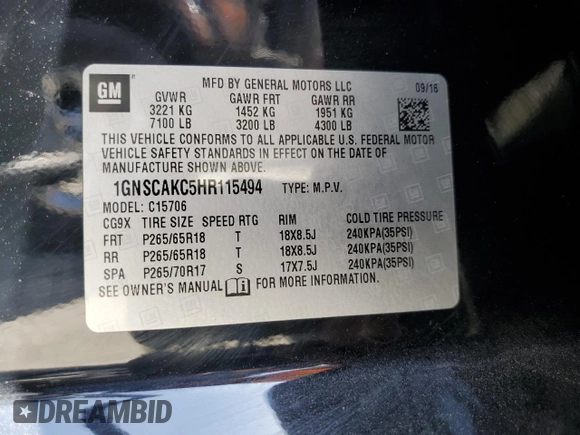 GM
MFD BY GENERAL MOTORS LLC 09/16
GVWR GAWR FRT GAWR RR
3221 KG 1452 KG 1951 KG
7100 LB 3200 LB 4300 LB
THIS VEHICLE CONFORMS TO ALL APPLICABLE U.S. FEDERAL MOTOR
VEHICLE SAFETY STANDARDS IN EFFECT ON THE DATE OF
MANUFACTURE SHOWN ABOVE.
1GNSCAKC5HR115494 TYPE: M.P.V.
MODEL: C15706
CG9X TIRE SIZE SPEED RTG RIM COLD TIRE PRESSURE
FRT P265/65R18 T 18X8.5J 240KPA(35PSI)
RR P265/65R18 T 18X8.5J 240KPA(35PSI)
SPA P265/70R17 S 17X7.5J 240KPA(35PSI)
SEE OWNER'S MANUAL FOR MORE INFORMATION.
DREAMBID